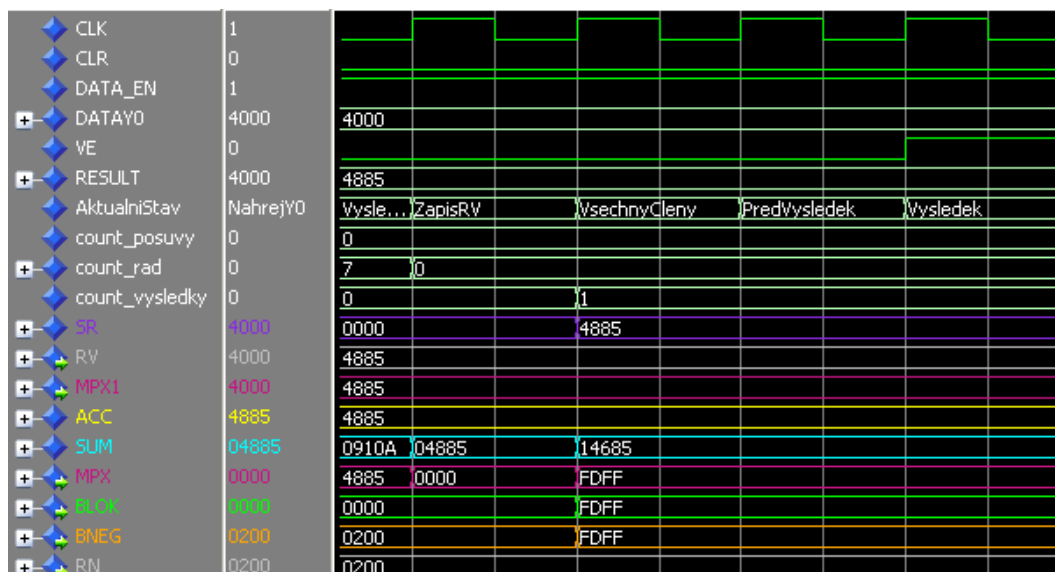 CLK 1
CLR 0
DATA_EN 1
DATAY0 4000 4000
VE 0
RESULT 4000 4885
AktualniStav NahrejY0 Vysle... ZapisRV VsechnyCleny PredVysledek Vysledek
count_posuvy 0 0
count_rad 0 7 0
count_vysledky 0 0 1
SR 4000 0000 4885
RV 4000 4885
MPX1 4000 4885
ACC 4885 4885
SUM 04885 0910A 04885 14685
MPX 0000 4885 0000 FDFF
BLOK 0000 0000 FDFF
BNEG 0200 0200 FDFF
RN 0200 0200